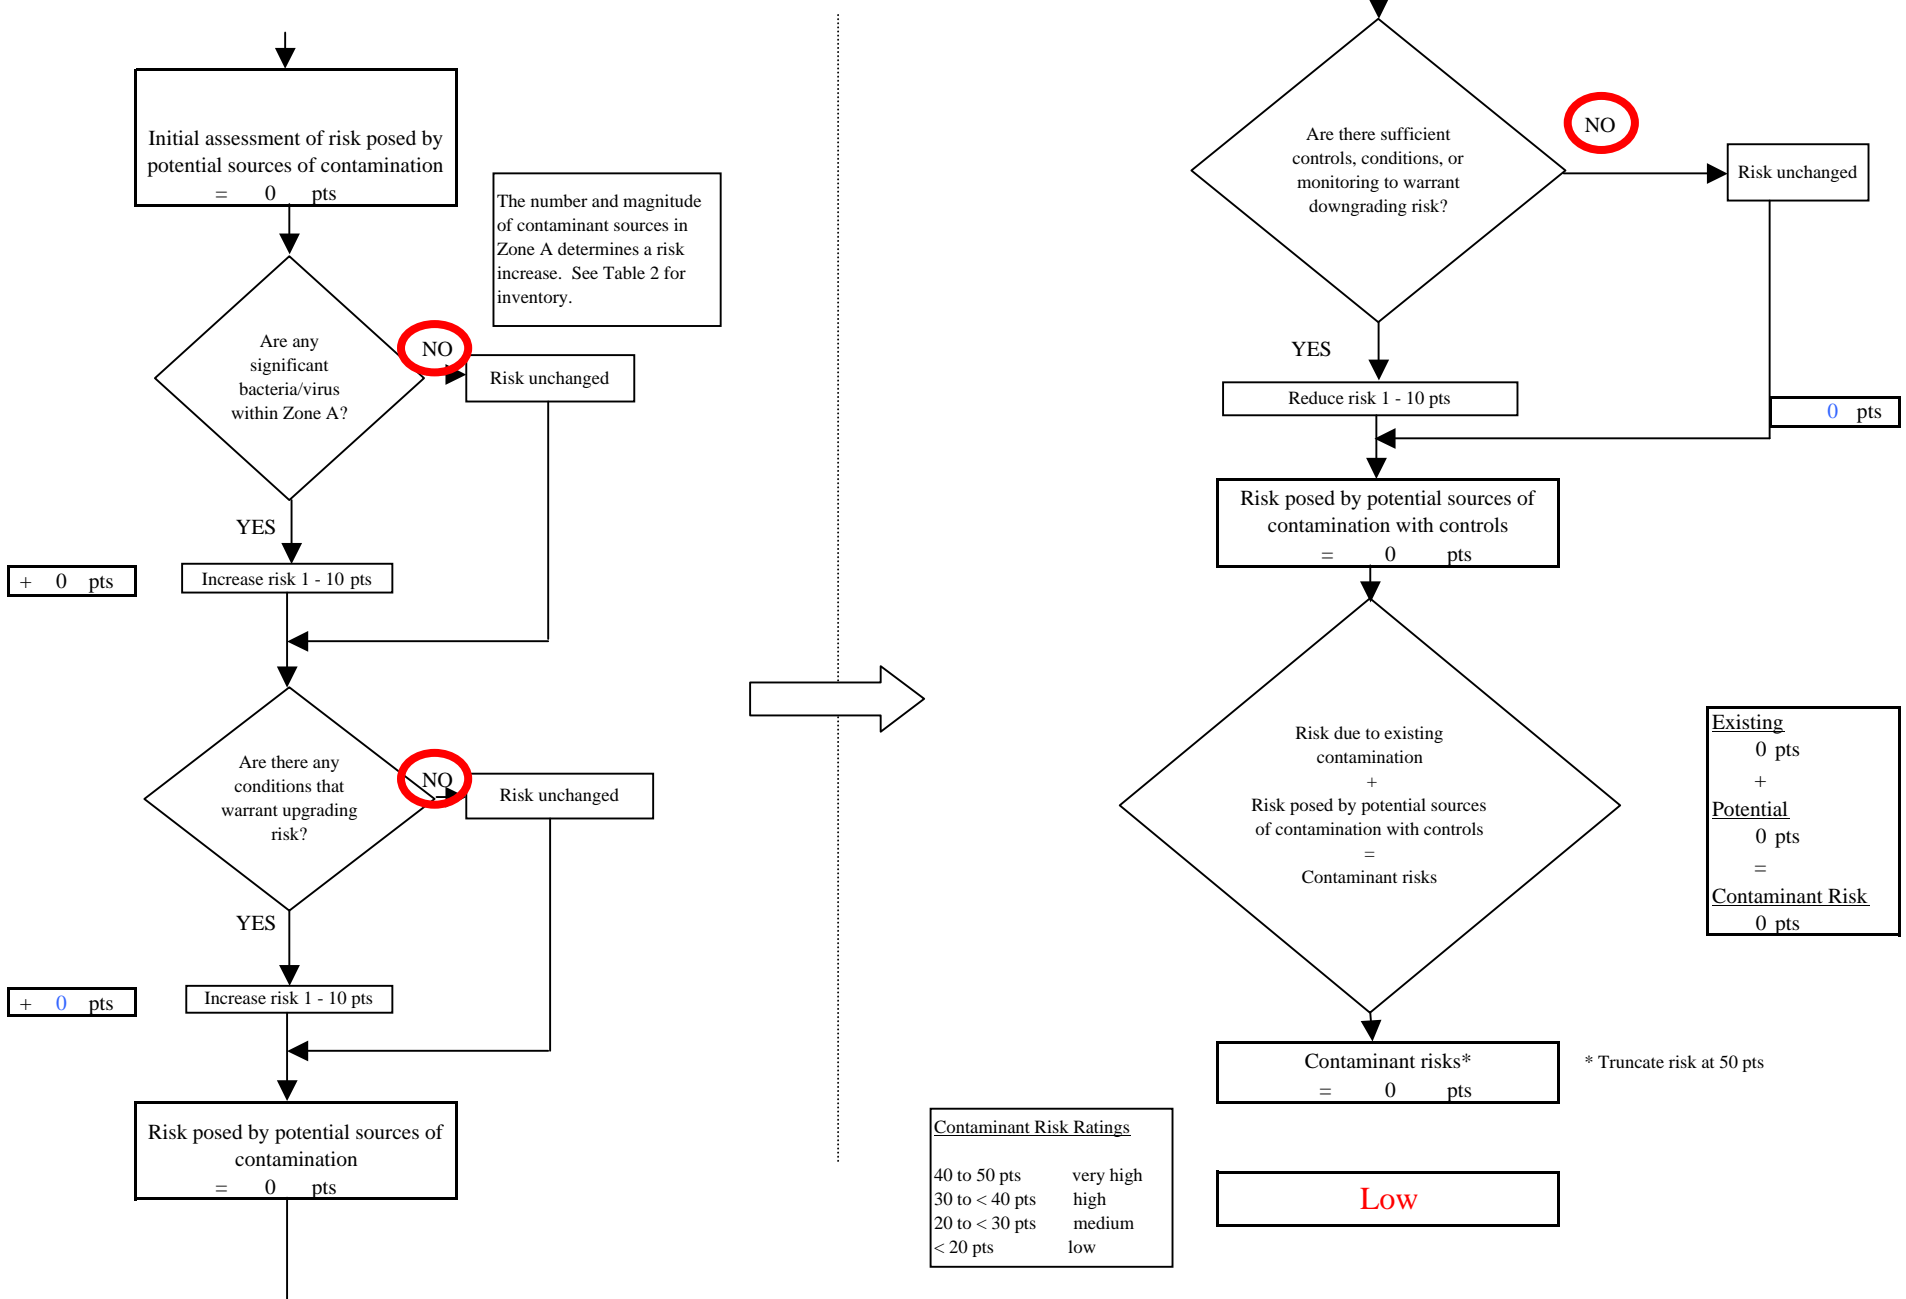 Initial assessment of risk posed by
potential sources of contamination
= 0 pts
The number and magnitude
of contaminant sources in
Zone A determines a risk
increase. See Table 2 for
inventory.
Are any
significant
bacteria/virus
within Zone A?
NO
Risk unchanged
YES
+ 0 pts
Increase risk 1 - 10 pts
Are there any
conditions that
warrant upgrading
risk?
NO
Risk unchanged
YES
+ 0 pts
Increase risk 1 - 10 pts
Risk posed by potential sources of
contamination
= 0 pts
Are there sufficient
controls, conditions, or
monitoring to warrant
downgrading risk?
NO
Risk unchanged
YES
Reduce risk 1 - 10 pts
0 pts
Risk posed by potential sources of
contamination with controls
= 0 pts
Risk due to existing
contamination
+
Risk posed by potential sources
of contamination with controls
=
Contaminant risks
Existing
0 pts
+
Potential
0 pts
=
Contaminant Risk
0 pts
Contaminant risks*
= 0 pts
* Truncate risk at 50 pts
Contaminant Risk Ratings
40 to 50 pts very high
30 to < 40 pts high
20 to < 30 pts medium
< 20 pts low
Low